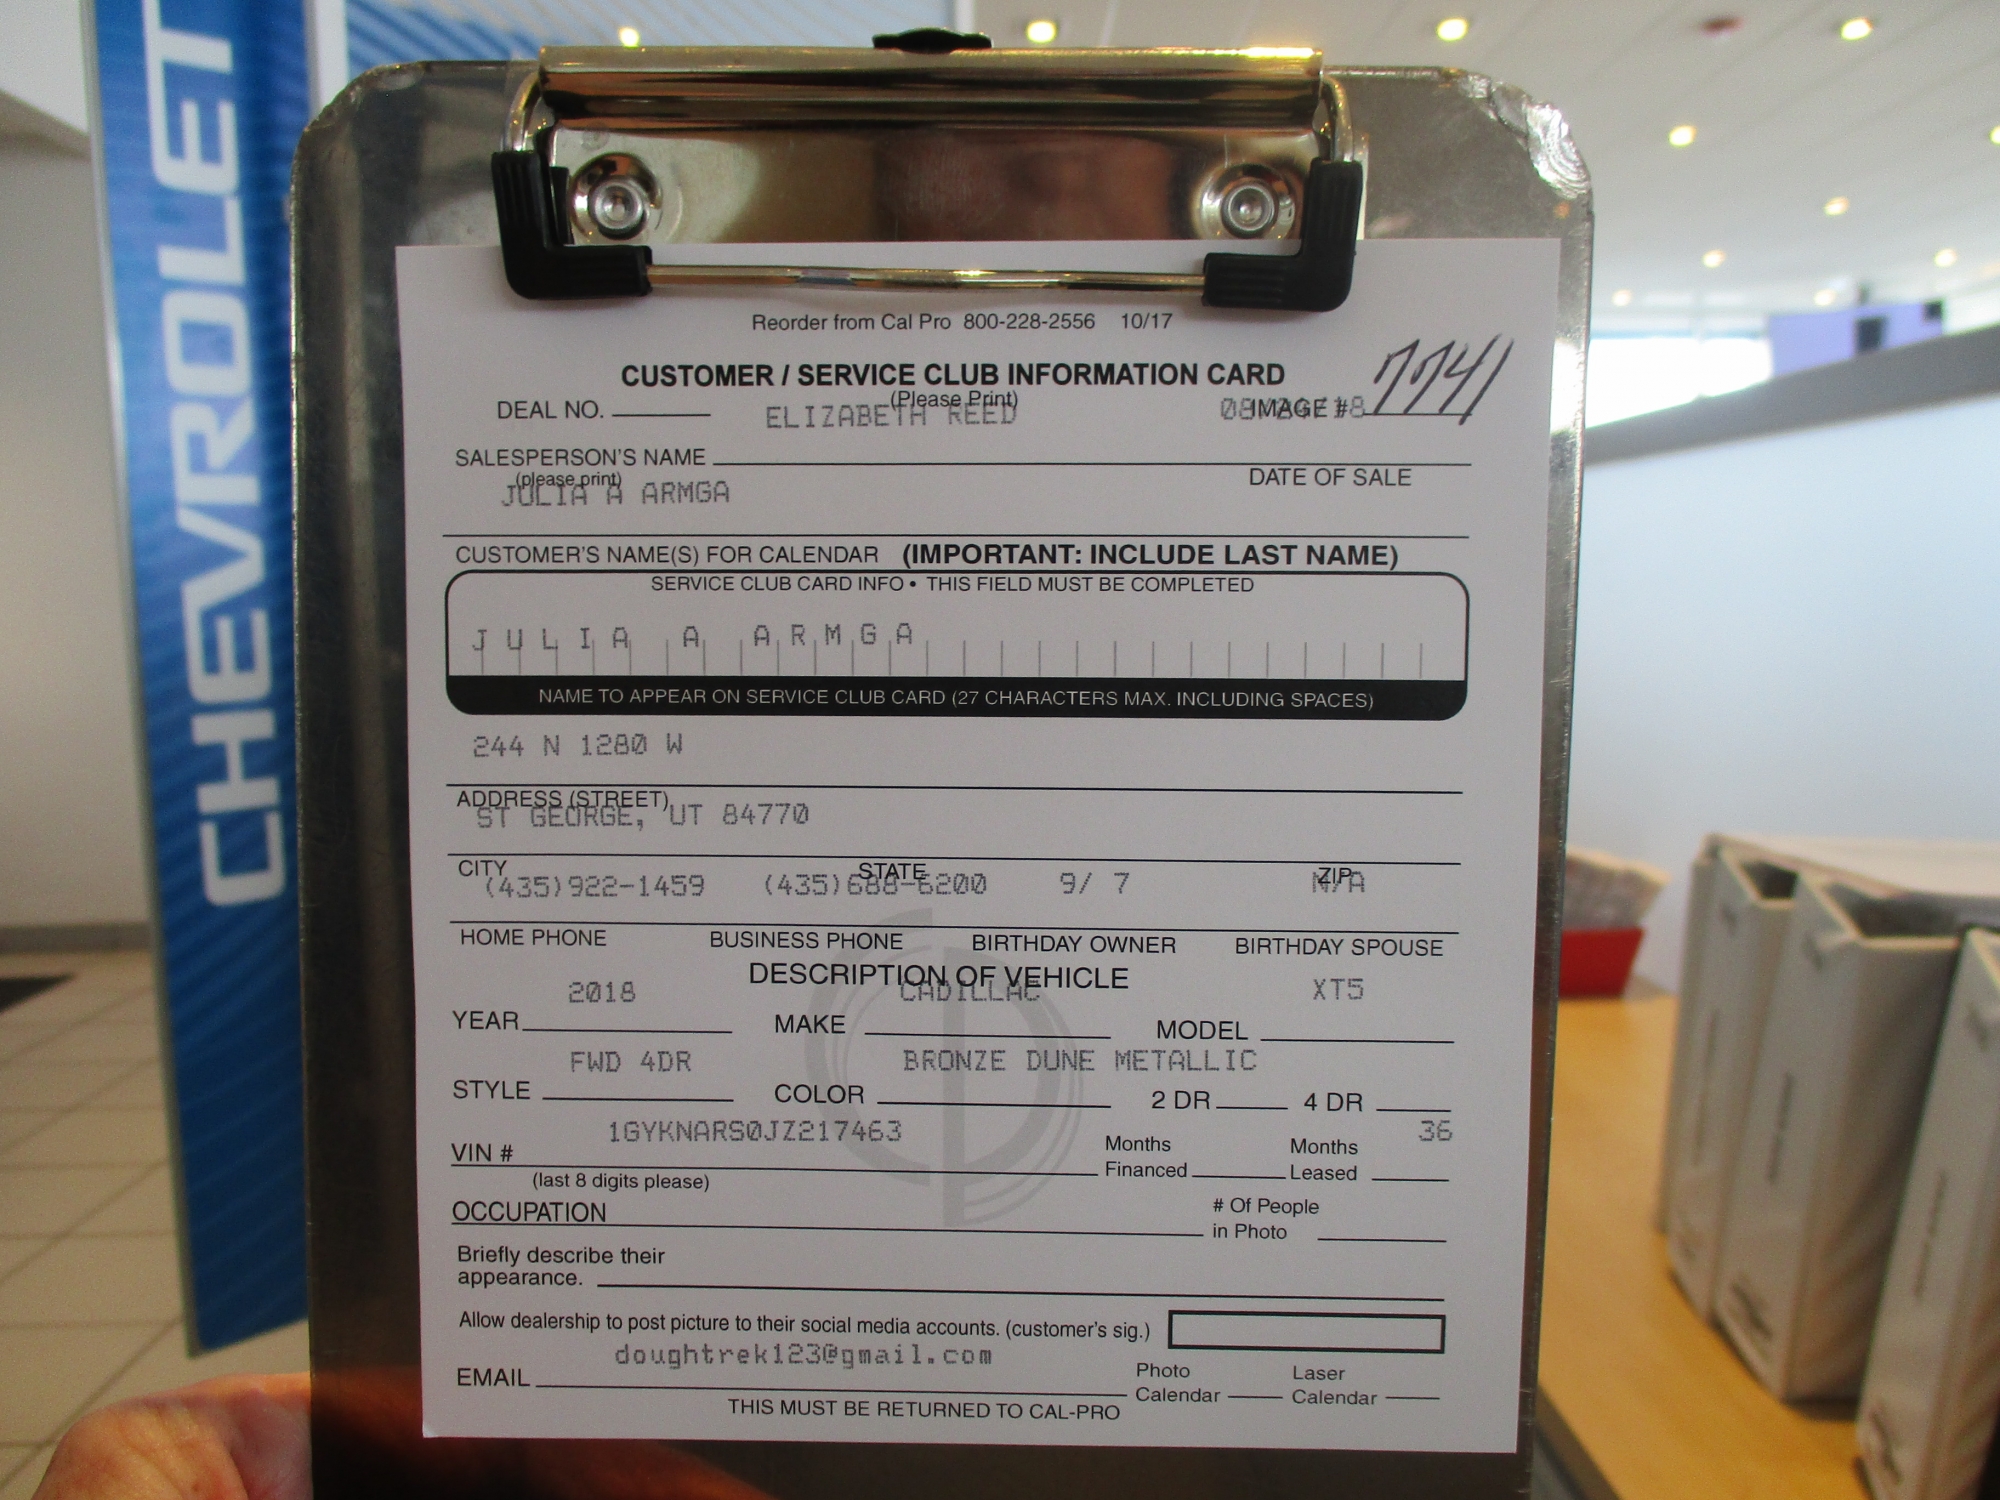 CHEVROLET
Reorder from Cal Pro 800-228-2556 10/17
7741
CUSTOMER / SERVICE CLUB INFORMATION CARD
(Please Print)
DEAL NO. ELIZABETH REED IMAGE #
SALESPERSON'S NAME
(please print) DATE OF SALE
JULIA A ARMGA
CUSTOMER'S NAME(S) FOR CALENDAR (IMPORTANT: INCLUDE LAST NAME)
SERVICE CLUB CARD INFO • THIS FIELD MUST BE COMPLETED
JULIA A ARMGA
NAME TO APPEAR ON SERVICE CLUB CARD (27 CHARACTERS MAX. INCLUDING SPACES)
244 N 1280 W
ADDRESS (STREET)
ST GEORGE, UT 84770
CITY STATE ZIP
(435)922-1459 (435)688-6200 9/ 7 N/A
HOME PHONE BUSINESS PHONE BIRTHDAY OWNER BIRTHDAY SPOUSE
DESCRIPTION OF VEHICLE
2018 CADILLAC XT5
YEAR MAKE MODEL
FWD 4DR BRONZE DUNE METALLIC
STYLE COLOR 2 DR 4 DR
1GYKNARS0JZ217463 36
VIN # Months Financed Months Leased
(last 8 digits please)
OCCUPATION # Of People in Photo
Briefly describe their
appearance.
Allow dealership to post picture to their social media accounts. (customer's sig.)
doughtrek123@gmail.com
EMAIL Photo Calendar Laser Calendar
THIS MUST BE RETURNED TO CAL-PRO